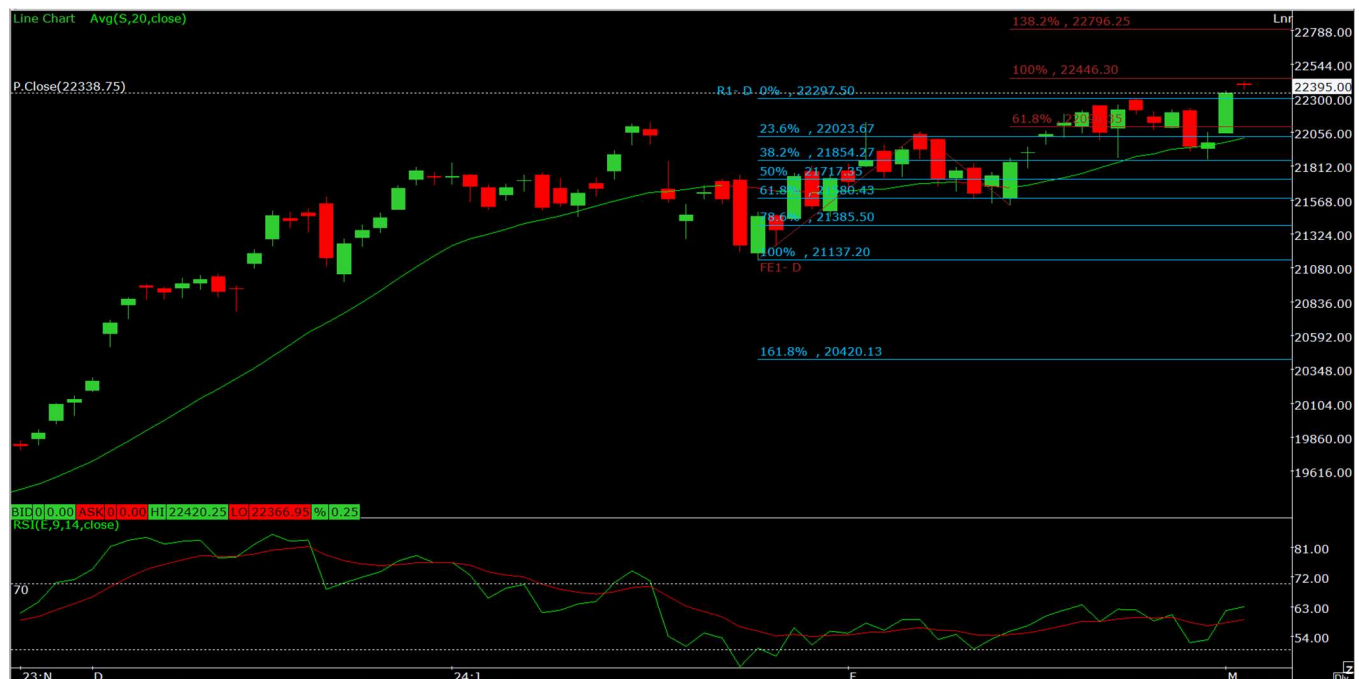 Line Chart Avg(S,20,close)
Lnr
138.2% , 22796.25
22788.00
100% , 22446.30
22544.00
P.Close(22338.75)
22395.00
R1- D 0% , 22297.50
22300.00
23.6% , 22023.67
61.8%
22056.00
38.2% , 21854.27
21812.00
50% , 21717.35
61.8% , 21580.43
21568.00
78.6% , 21385.50
21324.00
100% , 21137.20
FE1- D
21080.00
20836.00
20592.00
161.8% , 20420.13
20348.00
20104.00
19860.00
19616.00
BID 0 0.00 ASK 0 0.00 HI 22420.25 LO 22366.95 % 0.25
RSI(E,9,14,close)
81.00
72.00
70
63.00
54.00
23:N D 24:J F M
Z